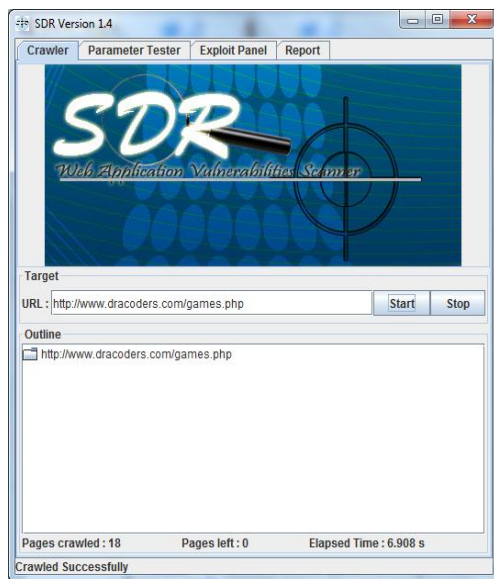 SDR Version 1.4
Crawler Parameter Tester Exploit Panel Report
SDR
Web Application Vulnerabilities Scanner
Target
URL : http://www.dracoders.com/games.php Start Stop
Outline
http://www.dracoders.com/games.php
Pages crawled : 18 Pages left : 0 Elapsed Time : 6.908 s
Crawled Successfully